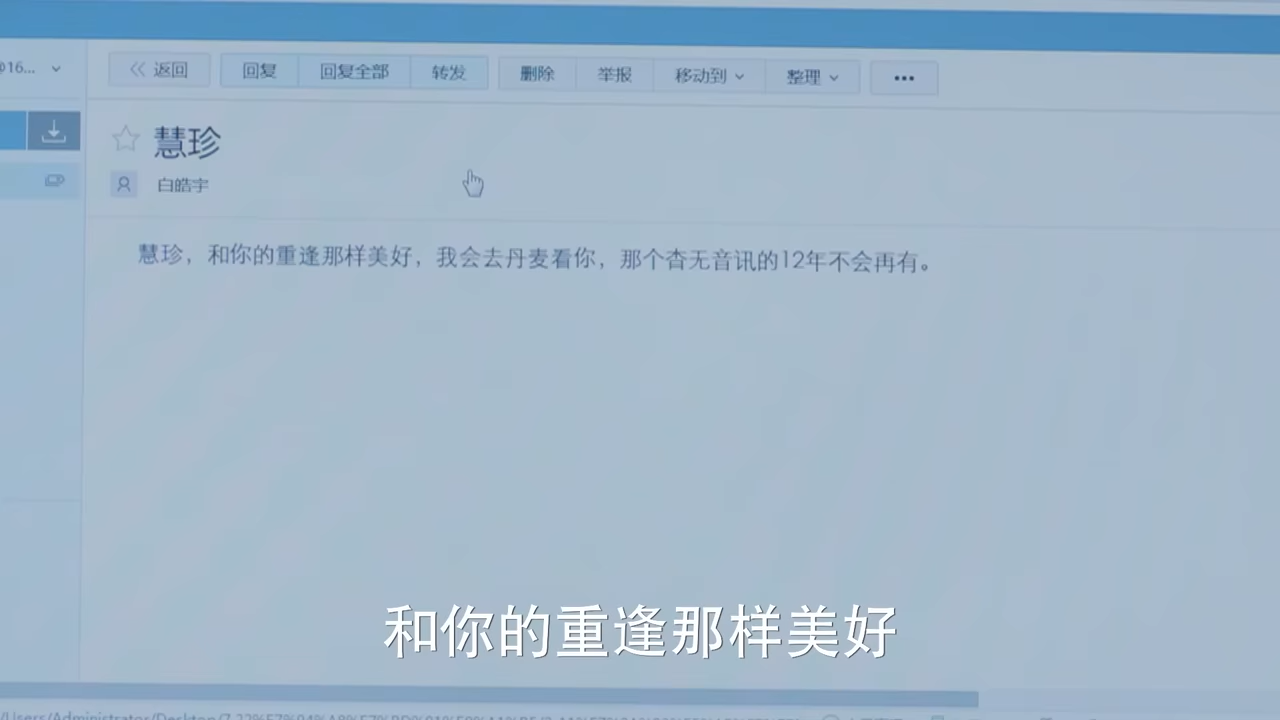 @16...
返回 回复 回复全部 转发 删除 举报 移动到 整理 •••
慧珍
白皓宇
慧珍，和你的重逢那样美好，我会去丹麦看你，那个杳无音讯的12年不会再有。
和你的重逢那样美好